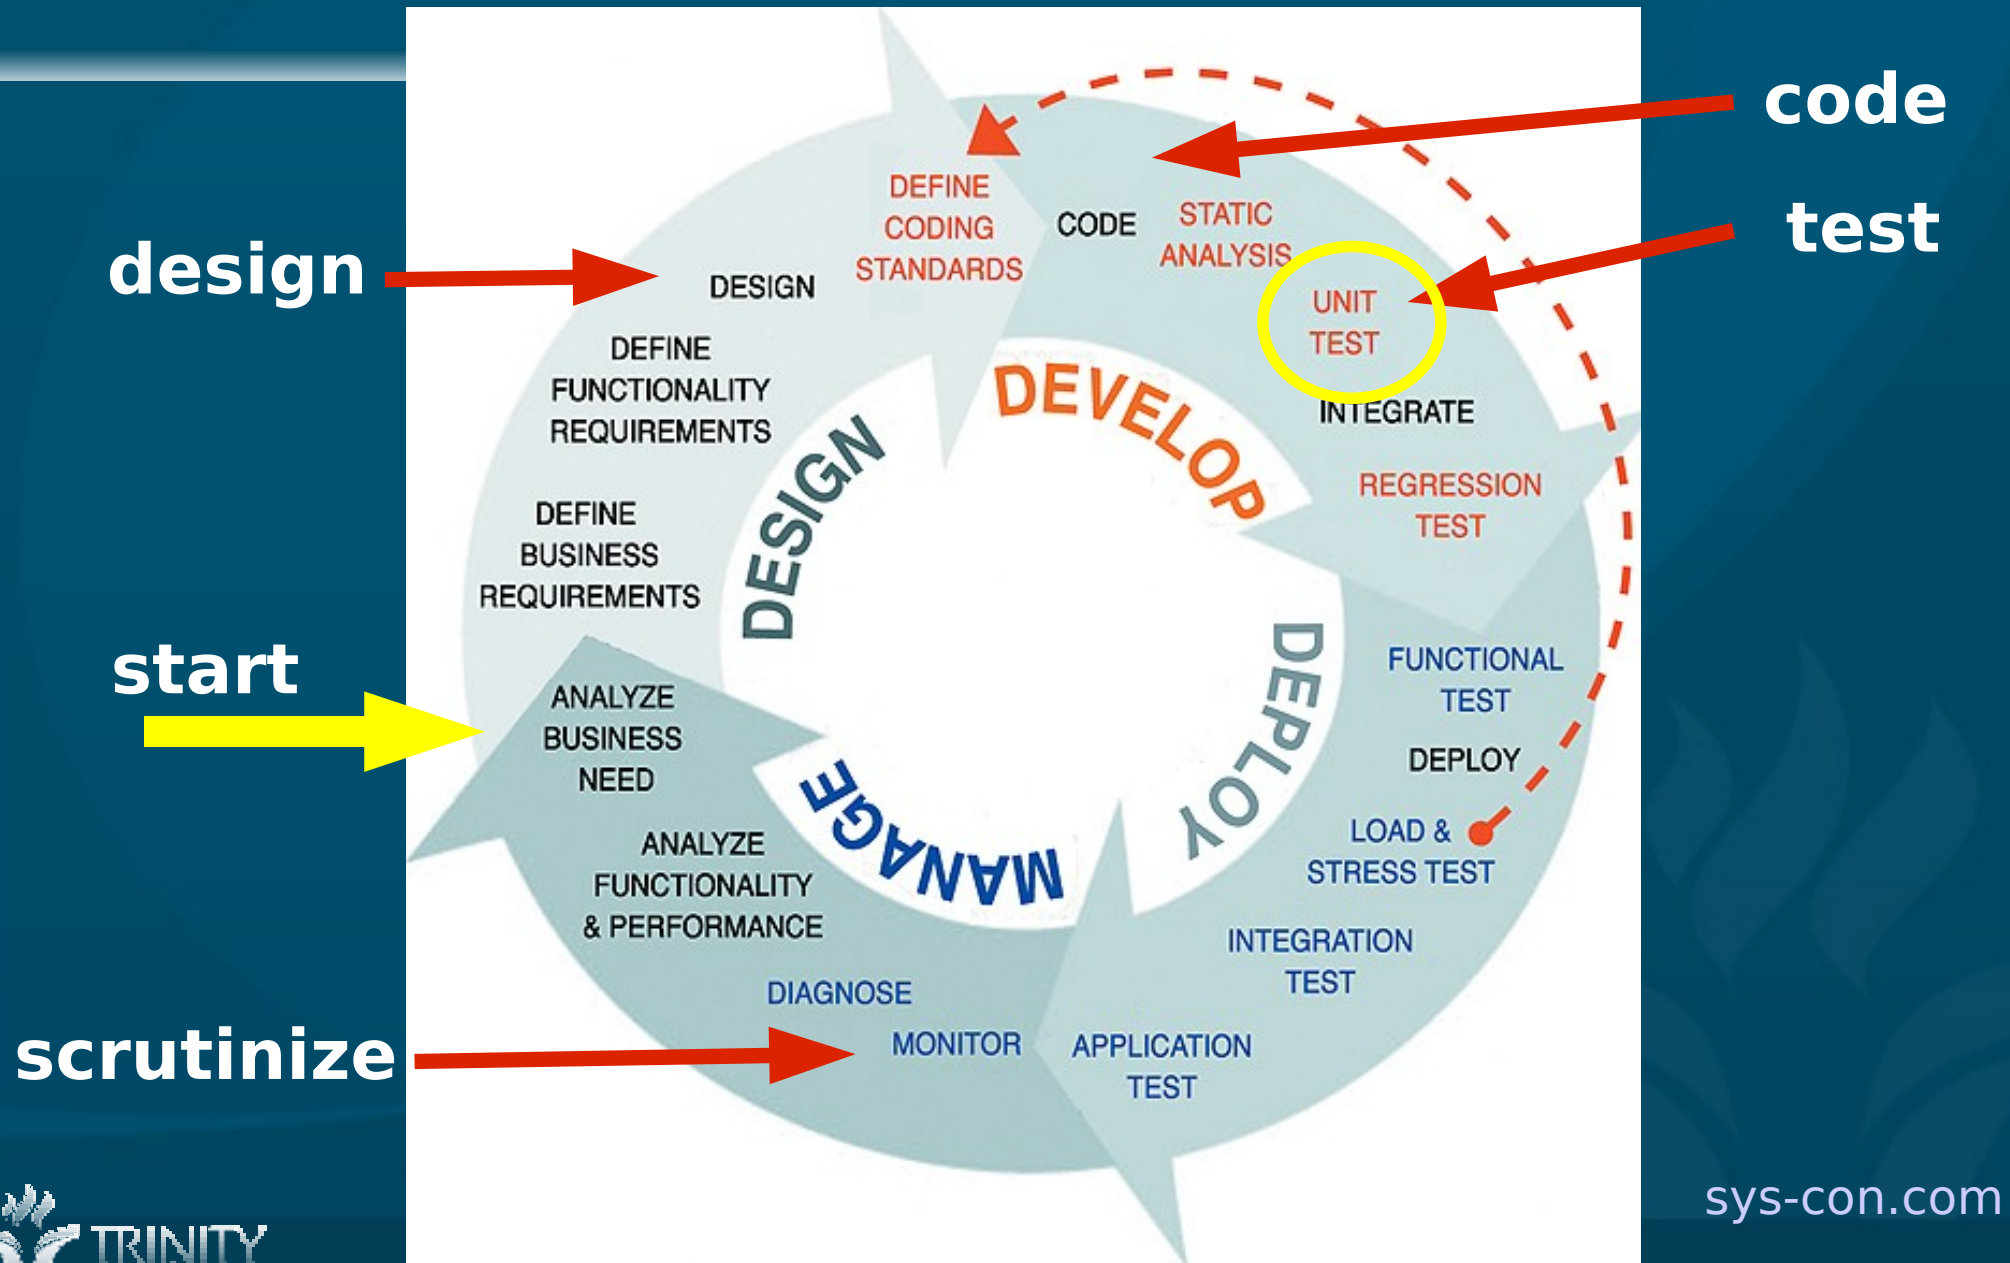 code
test
design
start
scrutinize
DEFINE
CODING
STANDARDS
CODE
STATIC
ANALYSIS
UNIT
TEST
INTEGRATE
REGRESSION
TEST
FUNCTIONAL
TEST
DEPLOY
LOAD &
STRESS TEST
INTEGRATION
TEST
APPLICATION
TEST
MONITOR
DIAGNOSE
ANALYZE
FUNCTIONALITY
& PERFORMANCE
ANALYZE
BUSINESS
NEED
DEFINE
BUSINESS
REQUIREMENTS
DEFINE
FUNCTIONALITY
REQUIREMENTS
DESIGN
DESIGN
DEVELOP
DEPLOY
MANAGE
TRINITY
sys-con.com